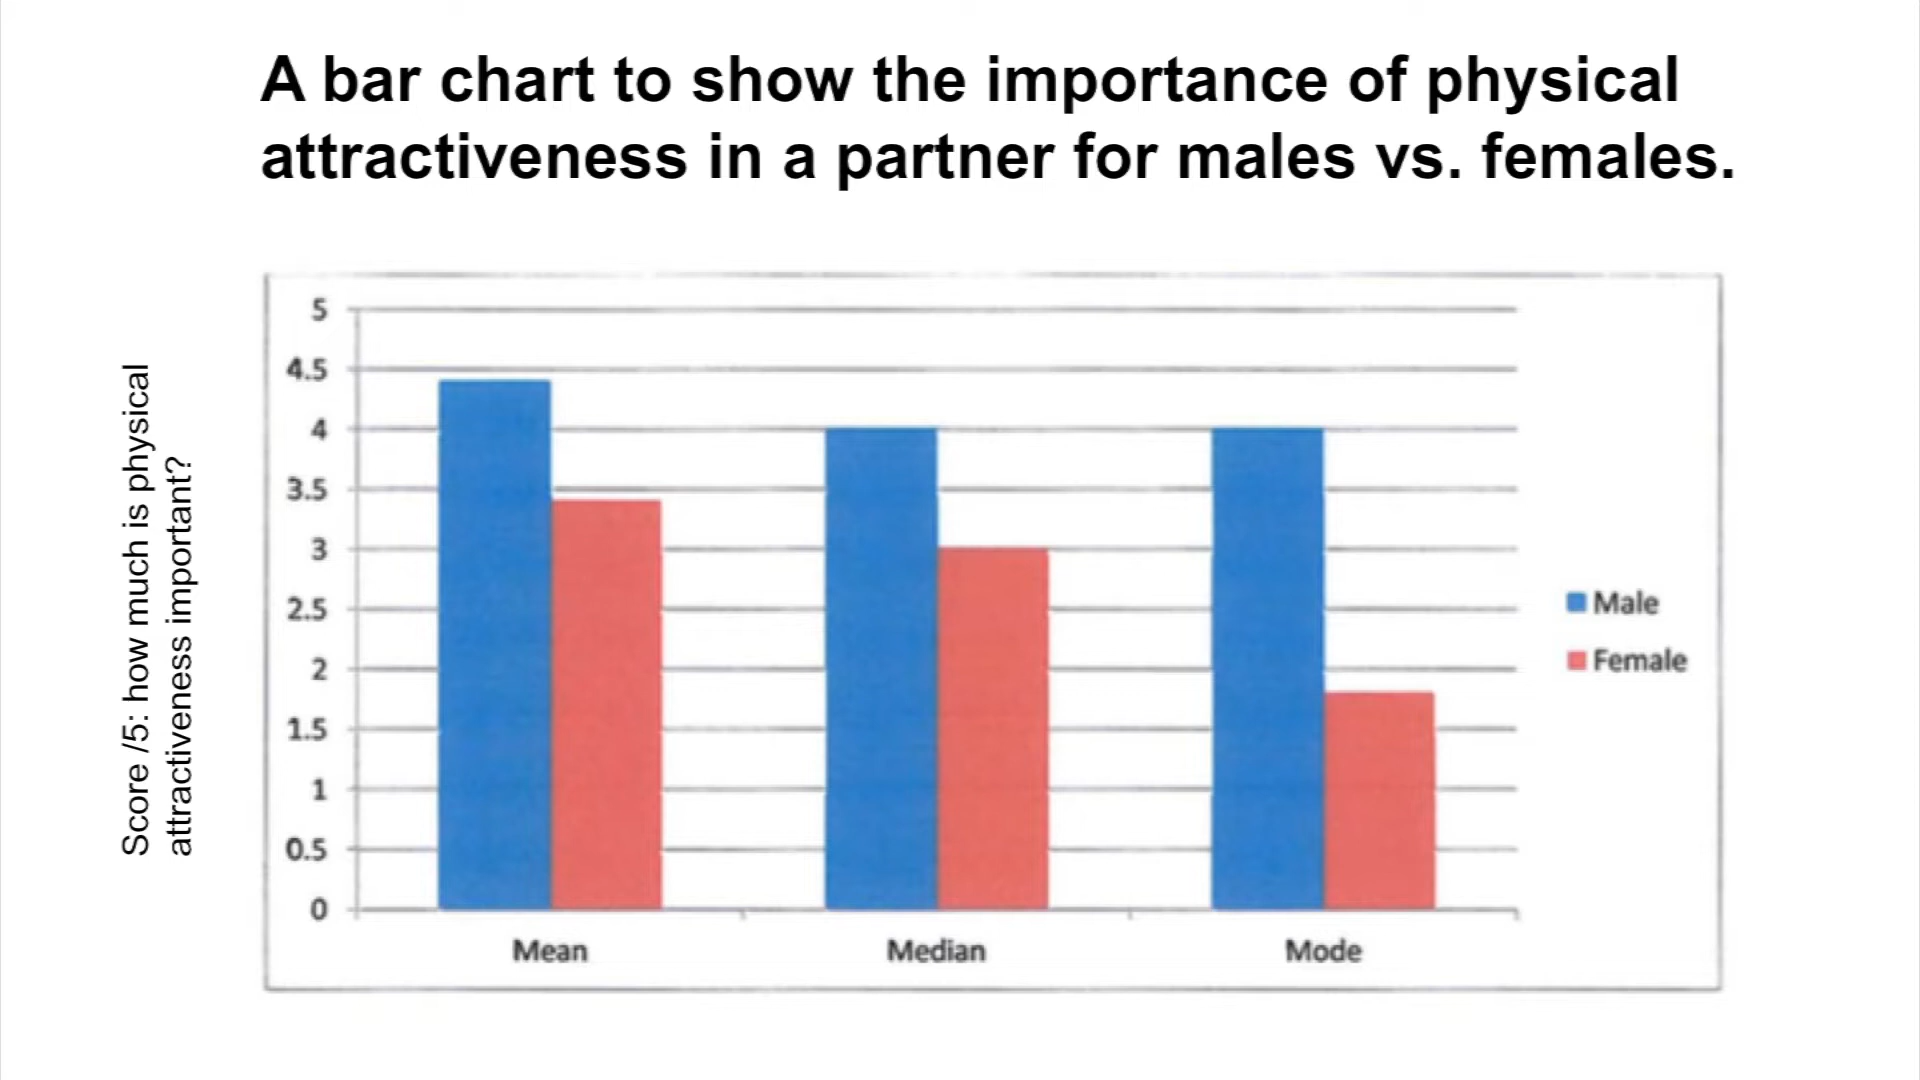 A bar chart to show the importance of physical
attractiveness in a partner for males vs. females.
Score /5: how much is physical
attractiveness important?
5
4.5
4
3.5
3
2.5
2
1.5
1
0.5
0
Mean
Median
Mode
Male
Female